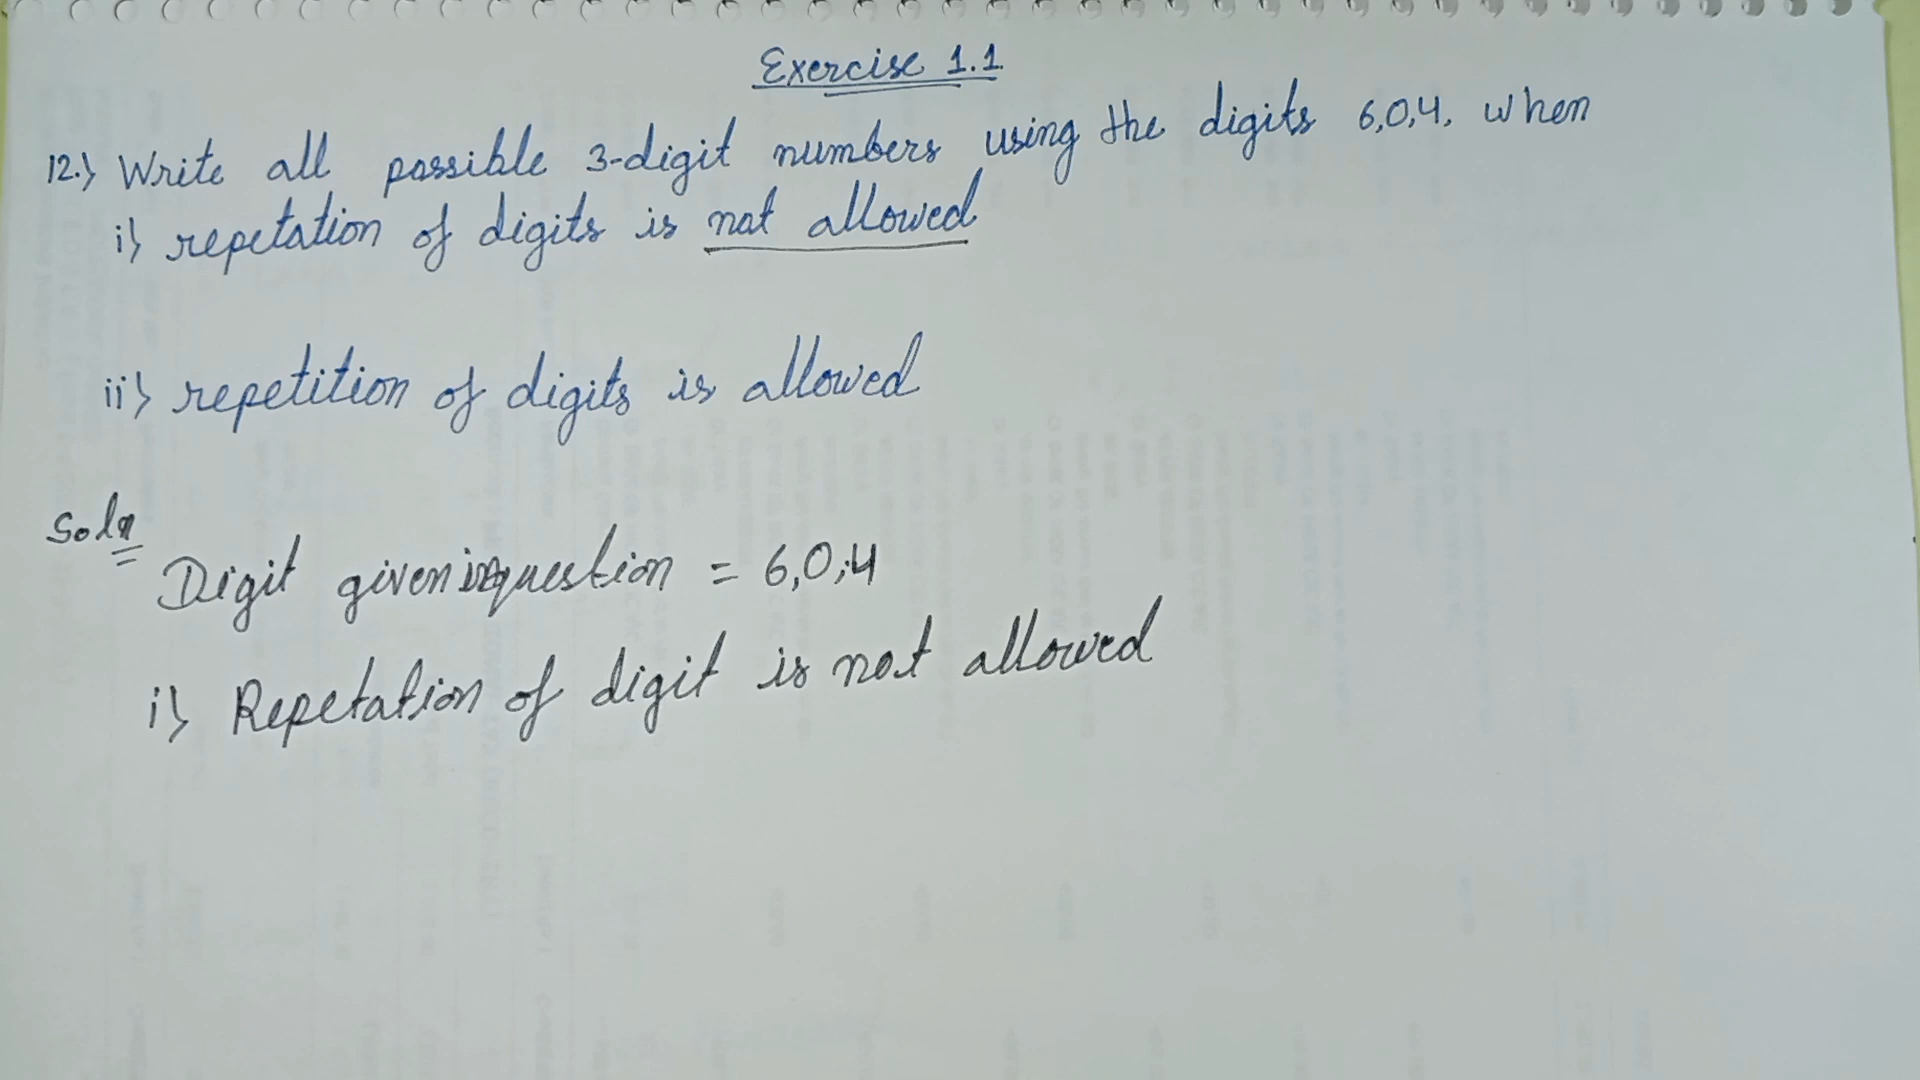 Exercise 1.1
12.) Write all possible 3-digit numbers using the digits 6,0,4, when
i) repetation of digits is not allowed
ii) repetition of digits is allowed
Soln
Digit given in question = 6,0,4
i) Repetation of digit is not allowed